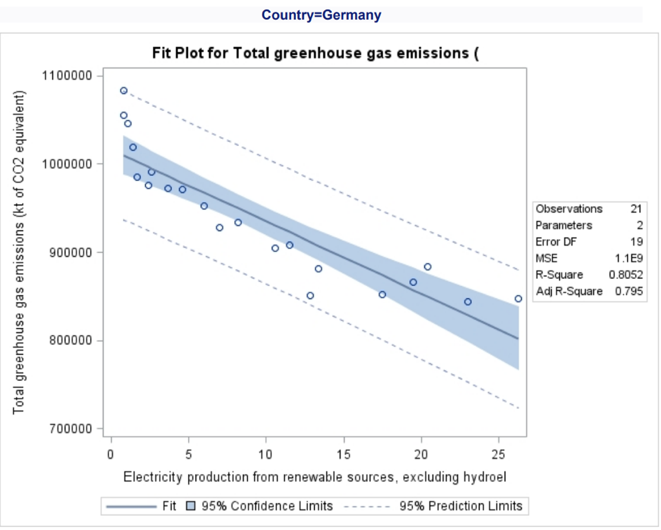 Country=Germany
Fit Plot for Total greenhouse gas emissions (
Total greenhouse gas emissions (kt of CO2 equivalent)
1100000
1000000
900000
800000
700000
0 5 10 15 20 25
Electricity production from renewable sources, excluding hydroel
Fit 95% Confidence Limits 95% Prediction Limits
Observations 21
Parameters 2
Error DF 19
MSE 1.1E9
R-Square 0.8052
Adj R-Square 0.795